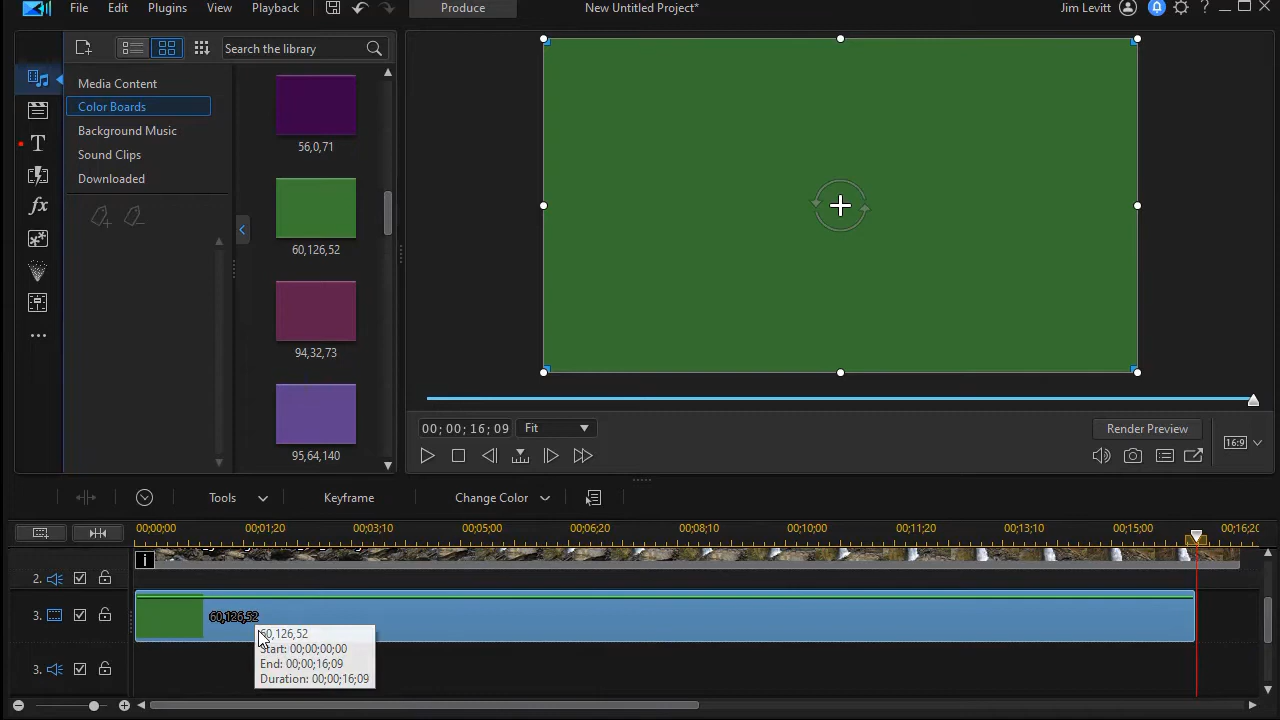 File Edit Plugins View Playback Produce New Untitled Project* Jim Levitt ?
Search the library
Media Content
Color Boards
Background Music
Sound Clips
Downloaded
T
fx
56,0,71
60,126,52
94,32,73
95,64,140
00; 00; 16; 09 Fit
Render Preview
16:9
Tools Keyframe Change Color
00;00;00 00;01;20 00;03;10 00;05;00 00;06;20 00;08;10 00;10;00 00;11;20 00;13;10 00;15;00 00;16;20
i
2.
3. 60,126,52
60,126,52
Start: 00;00;00;00
End: 00;00;16;09
Duration: 00;00;16;09
3.